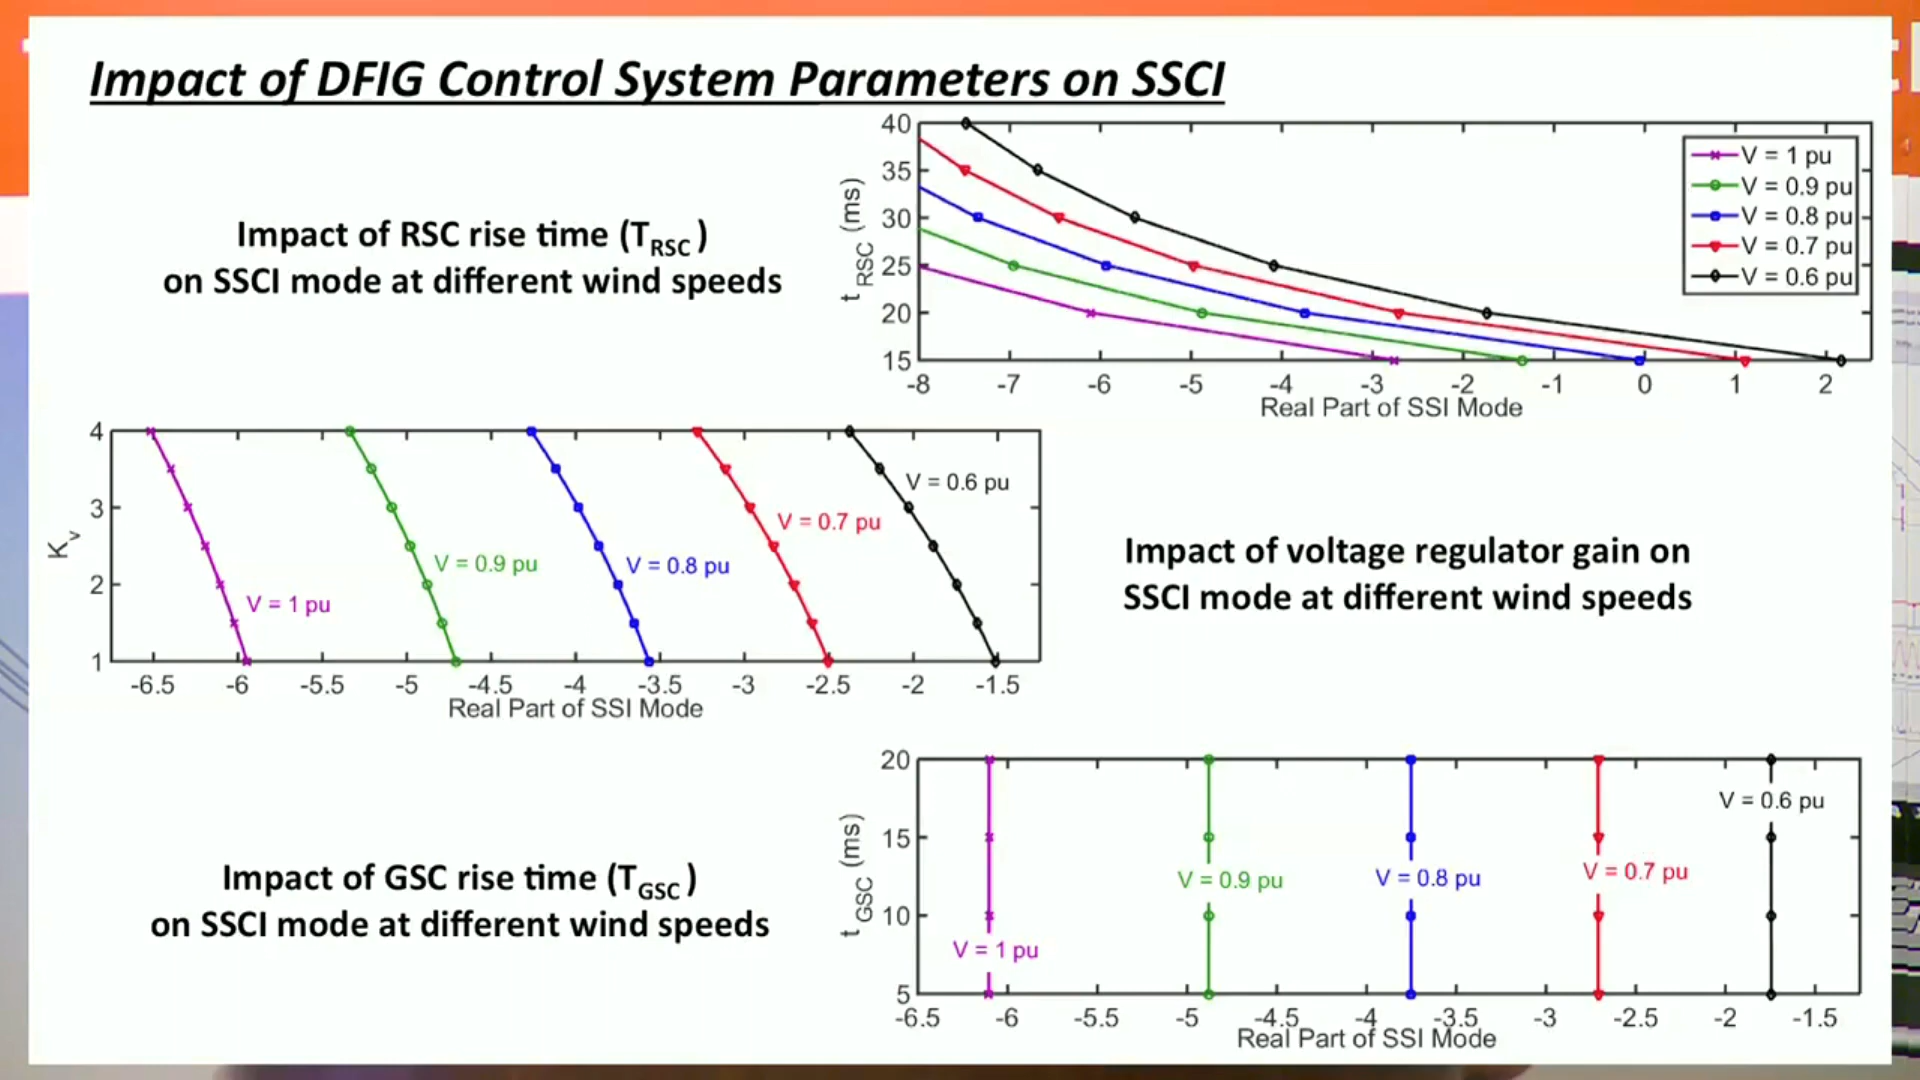 Impact of DFIG Control System Parameters on SSCI
Impact of RSC rise time (TRSC)
on SSCI mode at different wind speeds
40
35
30
25
20
15
t RSC (ms)
-8 -7 -6 -5 -4 -3 -2 -1 0 1 2
Real Part of SSI Mode
V = 1 pu
V = 0.9 pu
V = 0.8 pu
V = 0.7 pu
V = 0.6 pu
4
3
2
1
Kv
V = 1 pu
V = 0.9 pu
V = 0.8 pu
V = 0.7 pu
V = 0.6 pu
-6.5 -6 -5.5 -5 -4.5 -4 -3.5 -3 -2.5 -2 -1.5
Real Part of SSI Mode
Impact of voltage regulator gain on
SSCI mode at different wind speeds
Impact of GSC rise time (TGSC)
on SSCI mode at different wind speeds
20
15
10
5
t GSC (ms)
V = 1 pu
V = 0.9 pu
V = 0.8 pu
V = 0.7 pu
V = 0.6 pu
-6.5 -6 -5.5 -5 -4.5 -4 -3.5 -3 -2.5 -2 -1.5
Real Part of SSI Mode